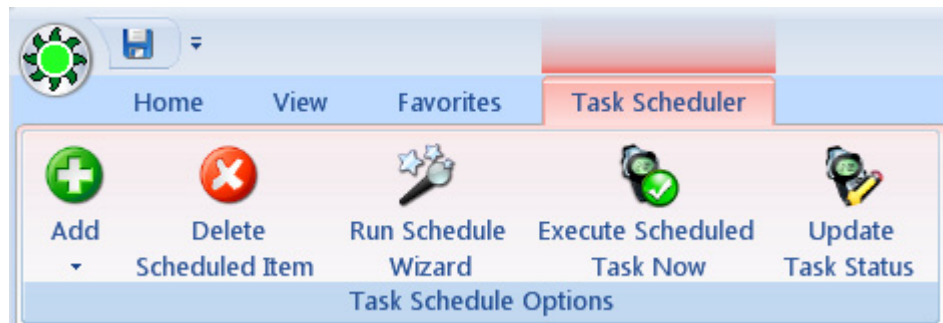 Home View Favorites Task Scheduler
Add Delete Scheduled Item Run Schedule Wizard Execute Scheduled Task Now Update Task Status
Task Schedule Options